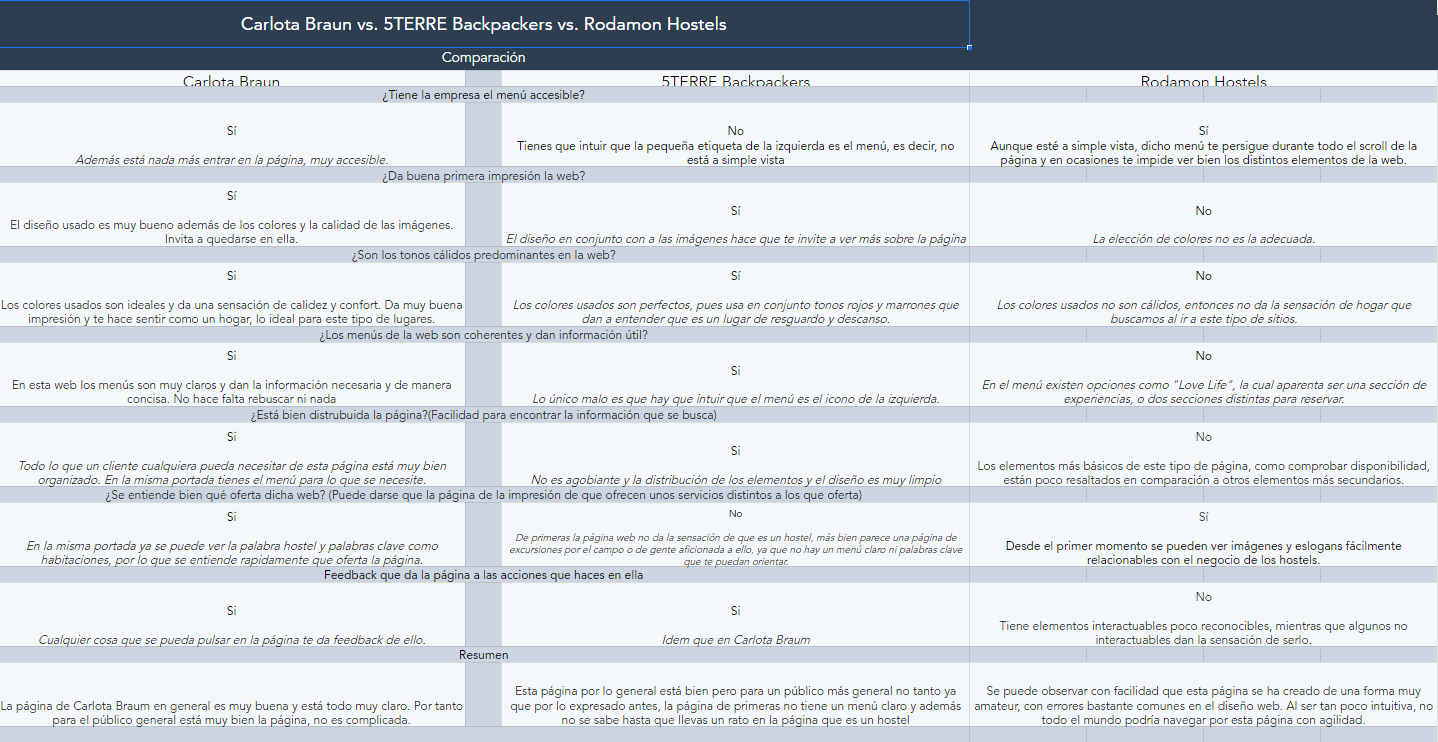 Carlota Braun vs. 5TERRE Backpackers vs. Rodamon Hostels
Comparación
Carlota Braun
5TERRE Backpackers
Rodamon Hostels
¿Tiene la empresa el menú accesible?
Sí
Además está nada más entrar en la página, muy accesible.
No
Tienes que intuir que la pequeña etiqueta de la izquierda es el menú, es decir, no
está a simple vista
Sí
Aunque esté a simple vista, dicho menú te persigue durante todo el scroll de la
página y en ocasiones te impide ver bien los distintos elementos de la web.
¿Da buena primera impresión la web?
Sí
El diseño usado es muy bueno además de los colores y la calidad de las imágenes.
Invita a quedarse en ella.
Sí
El diseño en conjunto con a las imágenes hace que te invite a ver más sobre la página
No
La elección de colores no es la adecuada.
¿Son los tonos cálidos predominantes en la web?
Si
Los colores usados son ideales y da una sensación de calidez y confort. Da muy buena
impresión y te hace sentir como un hogar, lo ideal para este tipo de lugares.
Sí
Los colores usados son perfectos, pues usa en conjunto tonos rojos y marrones que
dan a entender que es un lugar de resguardo y descanso.
No
Los colores usados no son cálidos, entonces no da la sensación de hogar que
buscamos al ir a este tipo de sitios.
¿Los menús de la web son coherentes y dan información útil?
Si
En esta web los menús son muy claros y dan la información necesaria y de manera
concisa. No hace falta rebuscar ni nada
Si
Lo único malo es que hay que intuir que el menú es el icono de la izquierda.
No
En el menú existen opciones como "Love Life", la cual aparenta ser una sección de
experiencias, o dos secciones distintas para reservar.
¿Está bien distrubuida la página?(Facilidad para encontrar la información que se busca)
Si
Todo lo que un cliente cualquiera pueda necesitar de esta página está muy bien
organizado. En la misma portada tienes el menú para lo que se necesite.
Si
No es agobiante y la distribución de los elementos y el diseño es muy limpio
No
Los elementos más básicos de este tipo de página, como comprobar disponibilidad,
están poco resaltados en comparación a otros elementos más secundarios.
¿Se entiende bien qué oferta dicha web? (Puede darse que la página de la impresión de que ofrecen unos servicios distintos a los que oferta)
Si
En la misma portada ya se puede ver la palabra hostel y palabras clave como
habitaciones, por lo que se entiende rapidamente que oferta la página.
No
De primeras la página web no da la sensación de que es un hostel, más bien parece una página de
excursiones por el campo o de gente aficionada a ello, ya que no hay un menú claro ni palabras clave
que te puedan orientar.
Sí
Desde el primer momento se pueden ver imágenes y eslogans fácilmente
relacionables con el negocio de los hostels.
Feedback que da la página a las acciones que haces en ella
Si
Cualquier cosa que se pueda pulsar en la página te da feedback de ello.
Si
Idem que en Carlota Braum
No
Tiene elementos interactuables poco reconocibles, mientras que algunos no
interactuables dan la sensación de serlo.
Resumen
La página de Carlota Braum en general es muy buena y está todo muy claro. Por tanto
para el público general está muy bien la página, no es complicada.
Esta página por lo general está bien pero para un público más general no tanto ya
que por lo expresado antes, la página de primeras no tiene un menú claro y además
no se sabe hasta que llevas un rato en la página que es un hostel
Se puede observar con facilidad que esta página se ha creado de una forma muy
amateur, con errores bastante comunes en el diseño web. Al ser tan poco intuitiva, no
todo el mundo podría navegar por esta página con agilidad.